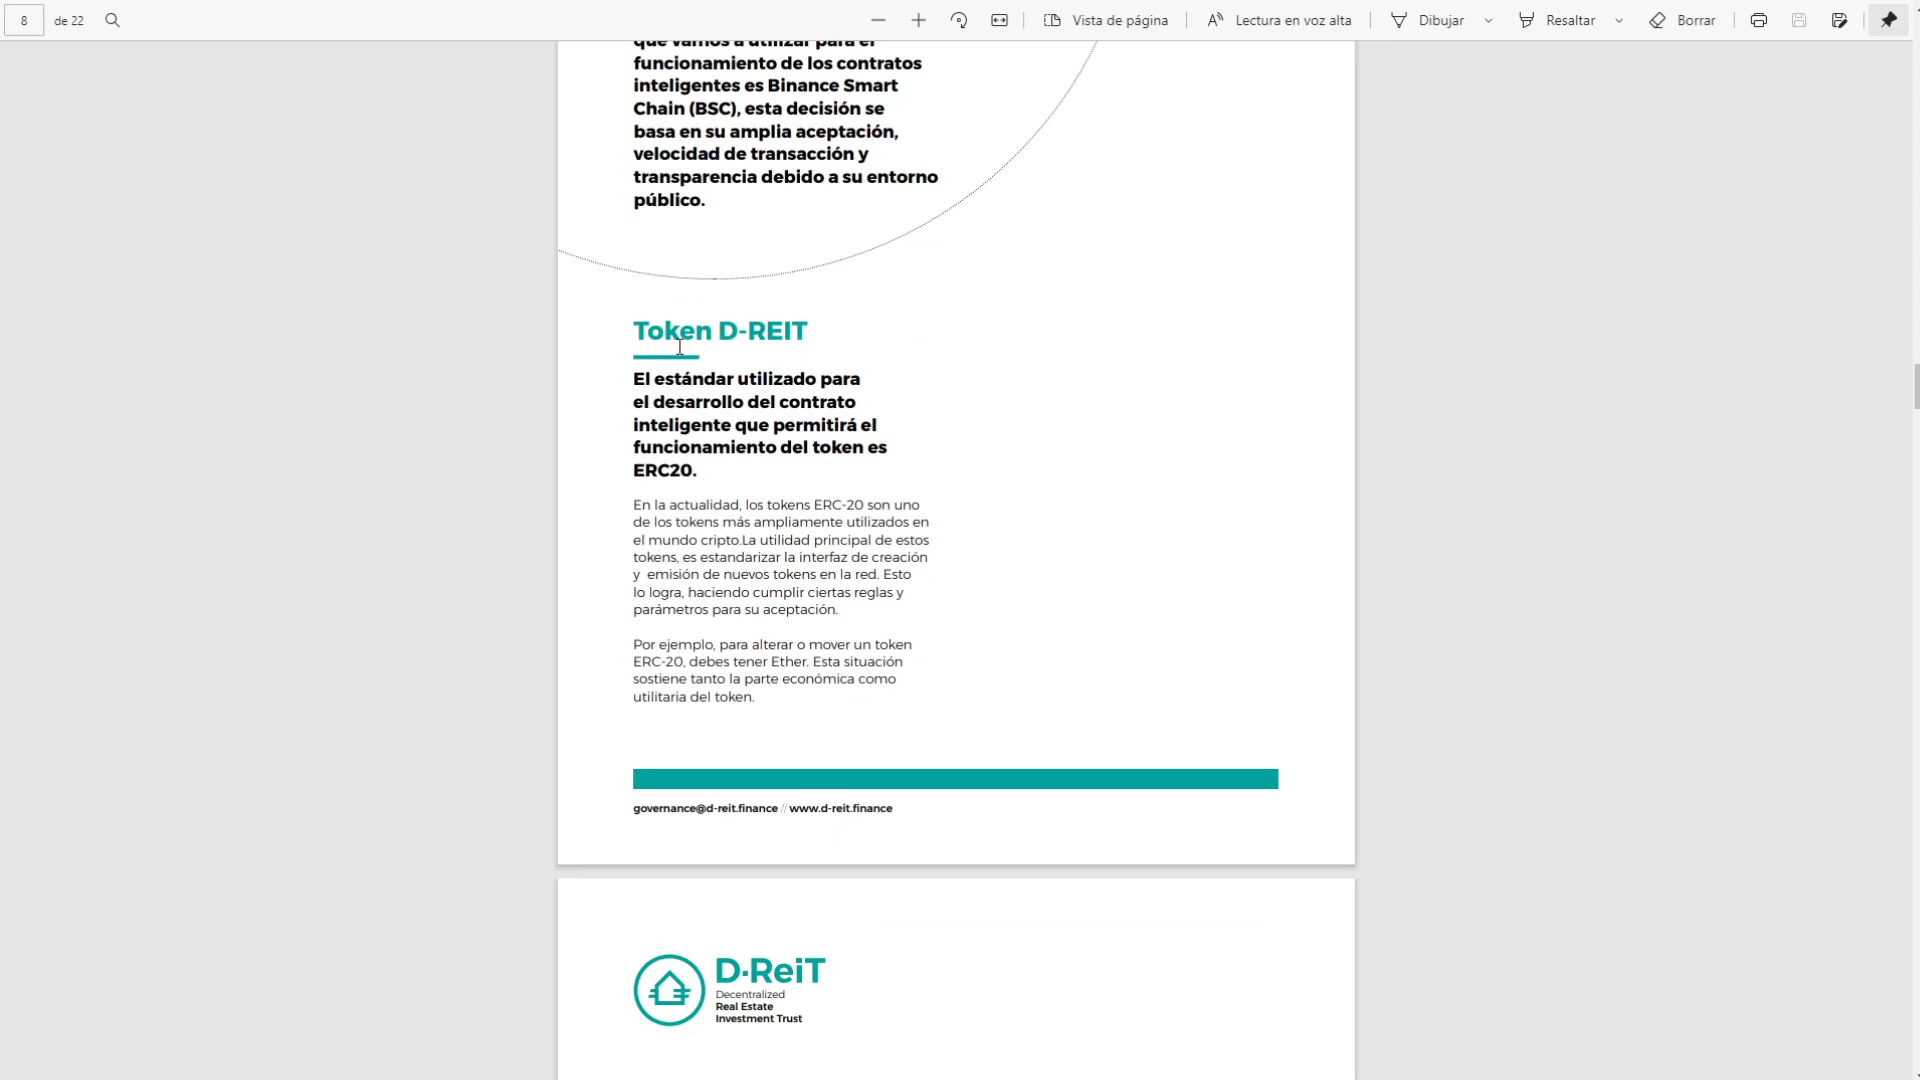 8 de 22 Vista de página Lectura en voz alta Dibujar Resaltar Borrar
que vamos a utilizar para el
funcionamiento de los contratos
inteligentes es Binance Smart
Chain (BSC), esta decisión se
basa en su amplia aceptación,
velocidad de transacción y
transparencia debido a su entorno
público.
Token D-REIT
El estándar utilizado para
el desarrollo del contrato
inteligente que permitirá el
funcionamiento del token es
ERC20.
En la actualidad, los tokens ERC-20 son uno
de los tokens más ampliamente utilizados en
el mundo cripto.La utilidad principal de estos
tokens, es estandarizar la interfaz de creación
y  emisión de nuevos tokens en la red. Esto
lo logra, haciendo cumplir ciertas reglas y
parámetros para su aceptación.
Por ejemplo, para alterar o mover un token
ERC-20, debes tener Ether. Esta situación
sostiene tanto la parte económica como
utilitaria del token.
governance@d-reit.finance // www.d-reit.finance
D·ReiT
Decentralized
Real Estate
Investment Trust